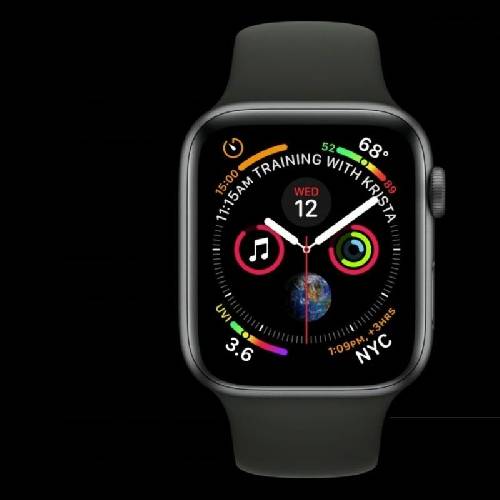 15:00
52 68° 89
11:15AM TRAINING WITH KRISTA
WED
12
UVI
3.6
1:09PM, +3HRS
NYC